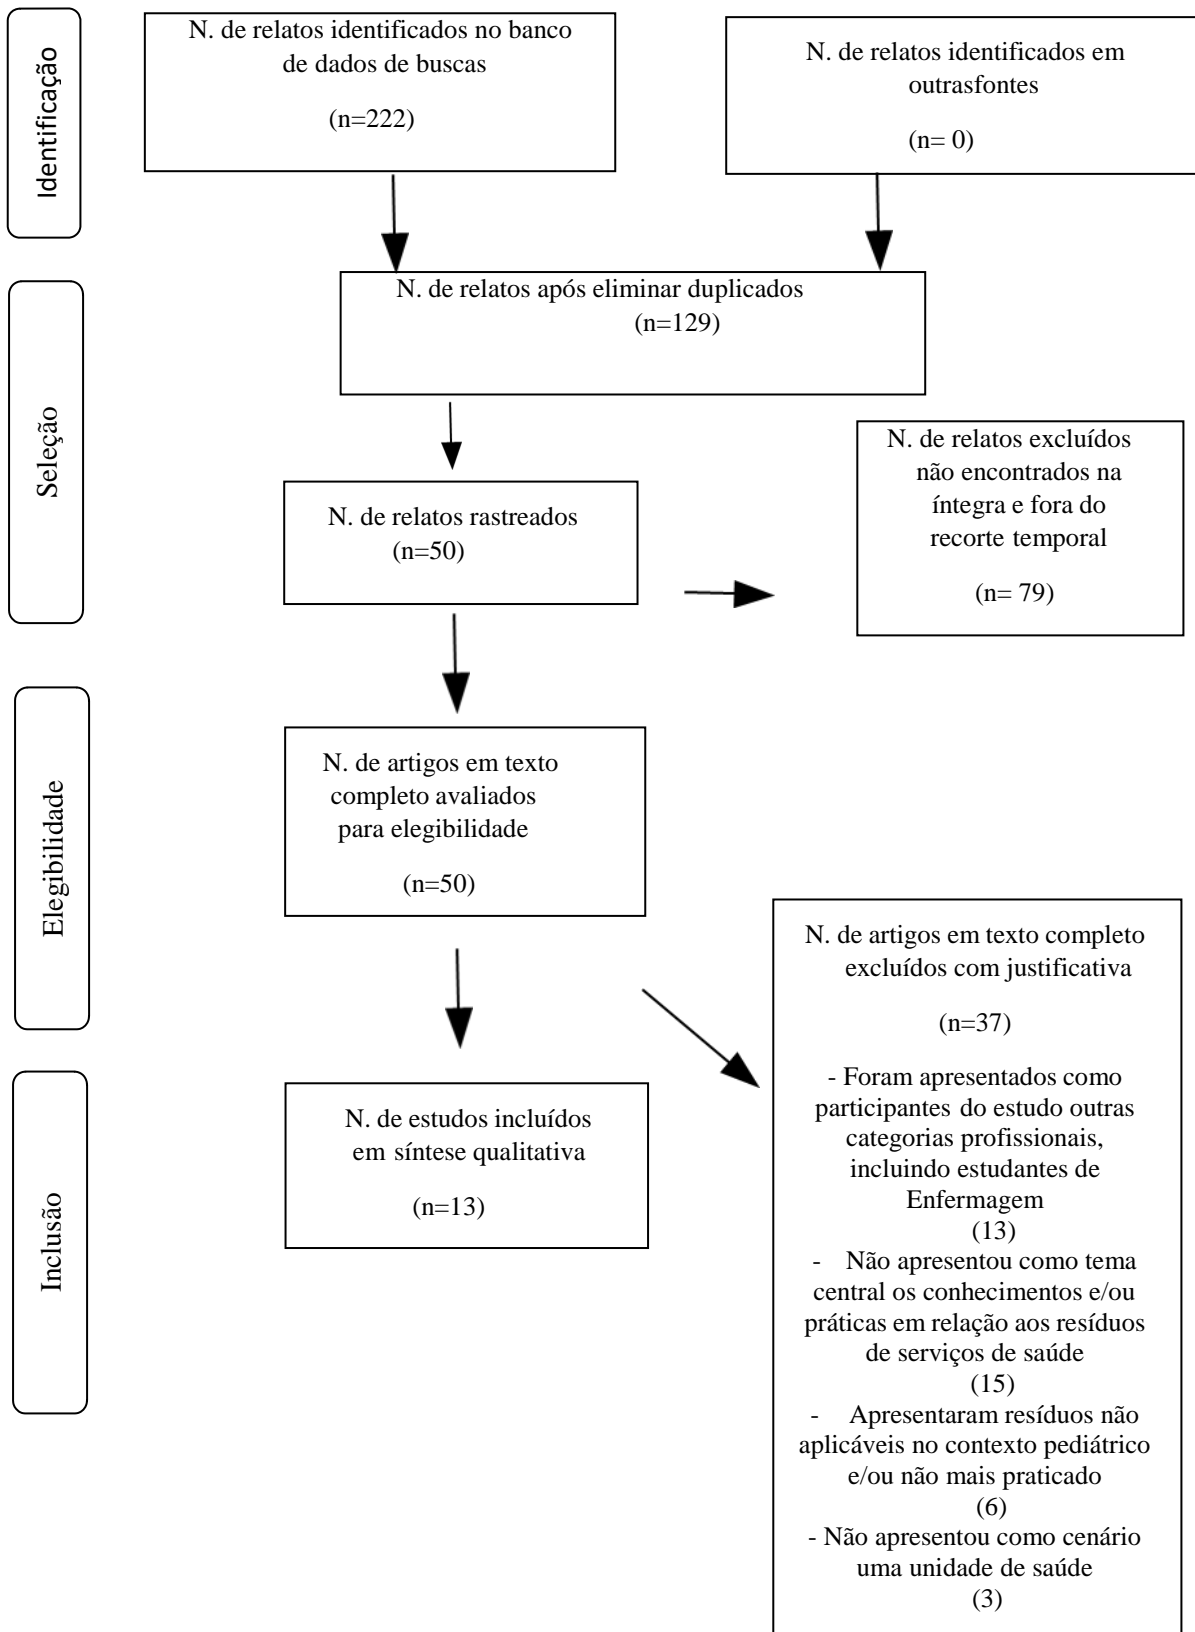 Identificação
N. de relatos identificados no banco
de dados de buscas
(n=222)
N. de relatos identificados em
outrasfontes
(n= 0)
Seleção
N. de relatos após eliminar duplicados
(n=129)
N. de relatos rastreados
(n=50)
N. de relatos excluídos
não encontrados na
íntegra e fora do
recorte temporal
(n= 79)
Elegibilidade
N. de artigos em texto
completo avaliados
para elegibilidade
(n=50)
N. de artigos em texto completo
excluídos com justificativa
(n=37)
- Foram apresentados como
participantes do estudo outras
categorias profissionais,
incluindo estudantes de
Enfermagem
(13)
- Não apresentou como tema
central os conhecimentos e/ou
práticas em relação aos resíduos
de serviços de saúde
(15)
- Apresentaram resíduos não
aplicáveis no contexto pediátrico
e/ou não mais praticado
(6)
- Não apresentou como cenário
uma unidade de saúde
(3)
Inclusão
N. de estudos incluídos
em síntese qualitativa
(n=13)